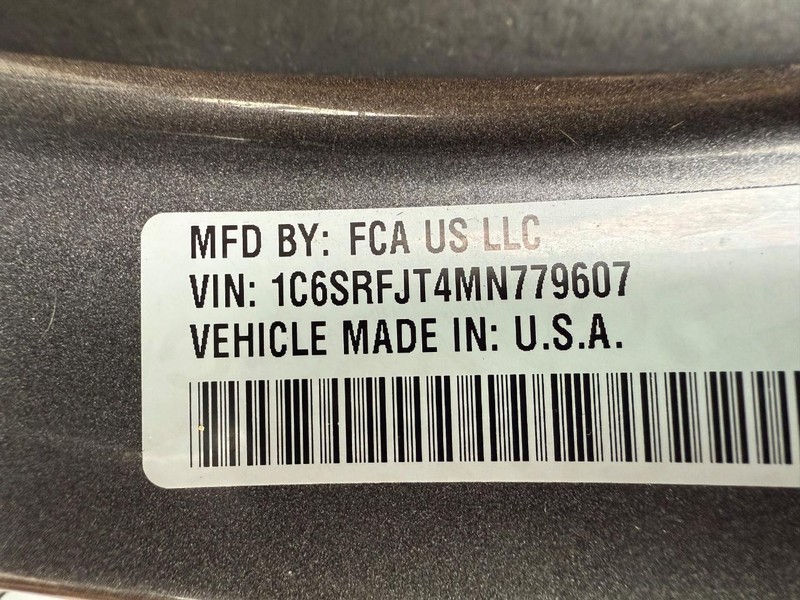 MFD BY: FCA US LLC
VIN: 1C6SRFJT4MN779607
VEHICLE MADE IN: U.S.A.